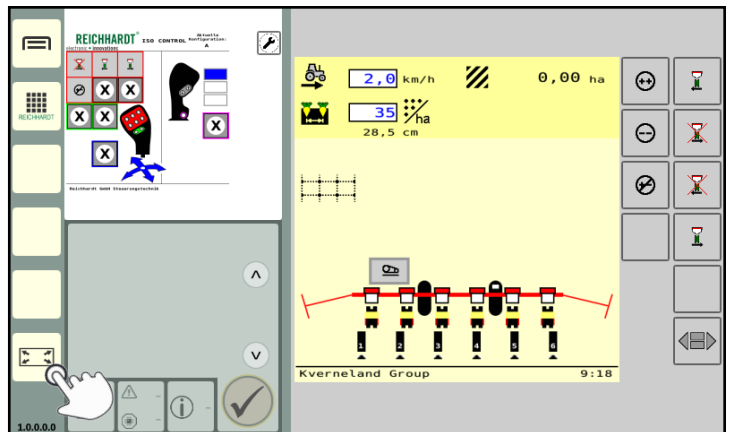 REICHHARDT®
electronic • innovations
ISO CONTROL
Aktuelle
Konfiguration:
A
X X
X X
X
X
Reichhardt GmbH Steuerungstechnik
REICHHARDT
1.0.0.0.0
2,0 km/h
0,00 ha
35 /ha
28,5 cm
1 2 3 4 5 6
Kverneland Group 9:18